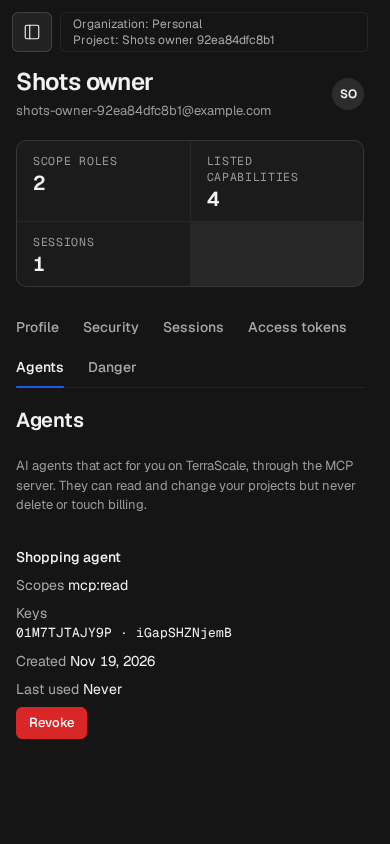 Organization: Personal
Project: Shots owner 92ea84dfc8b1
Shots owner
shots-owner-92ea84dfc8b1@example.com
SO
SCOPE ROLES
2
LISTED
CAPABILITIES
4
SESSIONS
1
Profile Security Sessions Access tokens
Agents Danger
Agents
AI agents that act for you on TerraScale, through the MCP
server. They can read and change your projects but never
delete or touch billing.
Shopping agent
Scopes mcp:read
Keys
01M7TJTAJY9P · iGapSHZNjemB
Created Nov 19, 2026
Last used Never
Revoke